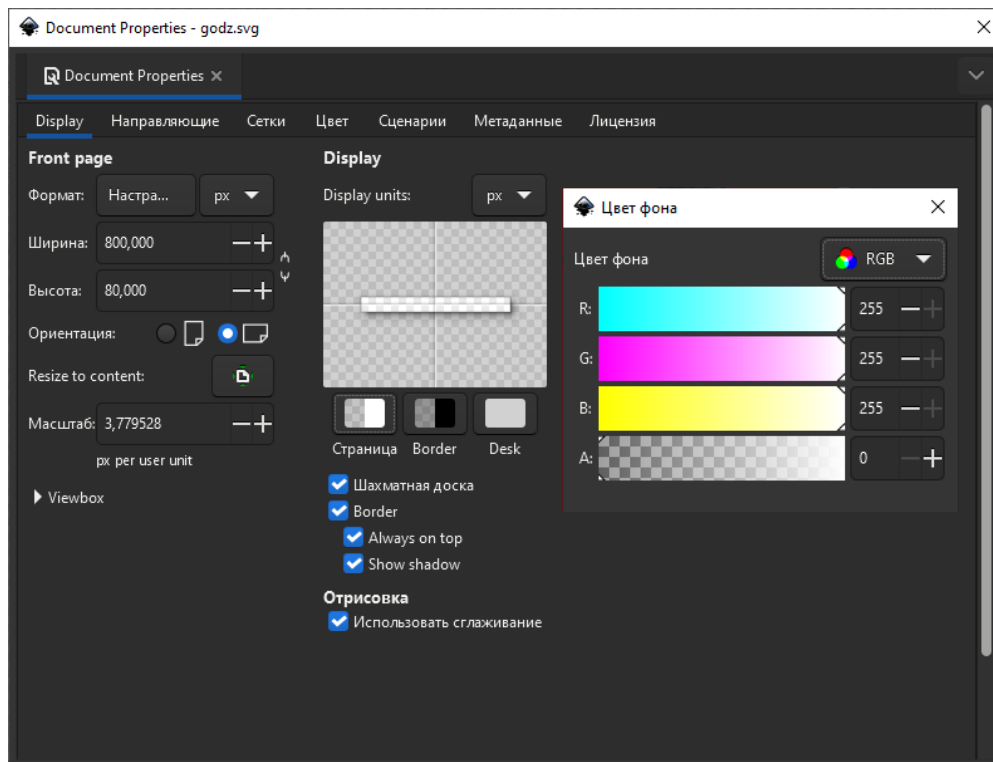 Document Properties - godz.svg
Document Properties
Display Направляющие Сетки Цвет Сценарии Метаданные Лицензия
Front page
Формат: Настра... px
Ширина: 800,000
Высота: 80,000
Ориентация:
Resize to content:
Масштаб: 3,779528
px per user unit
Viewbox
Display
Display units: px
Страница Border Desk
Шахматная доска
Border
Always on top
Show shadow
Отрисовка
Использовать сглаживание
Цвет фона
Цвет фона RGB
R: 255
G: 255
B: 255
A: 0